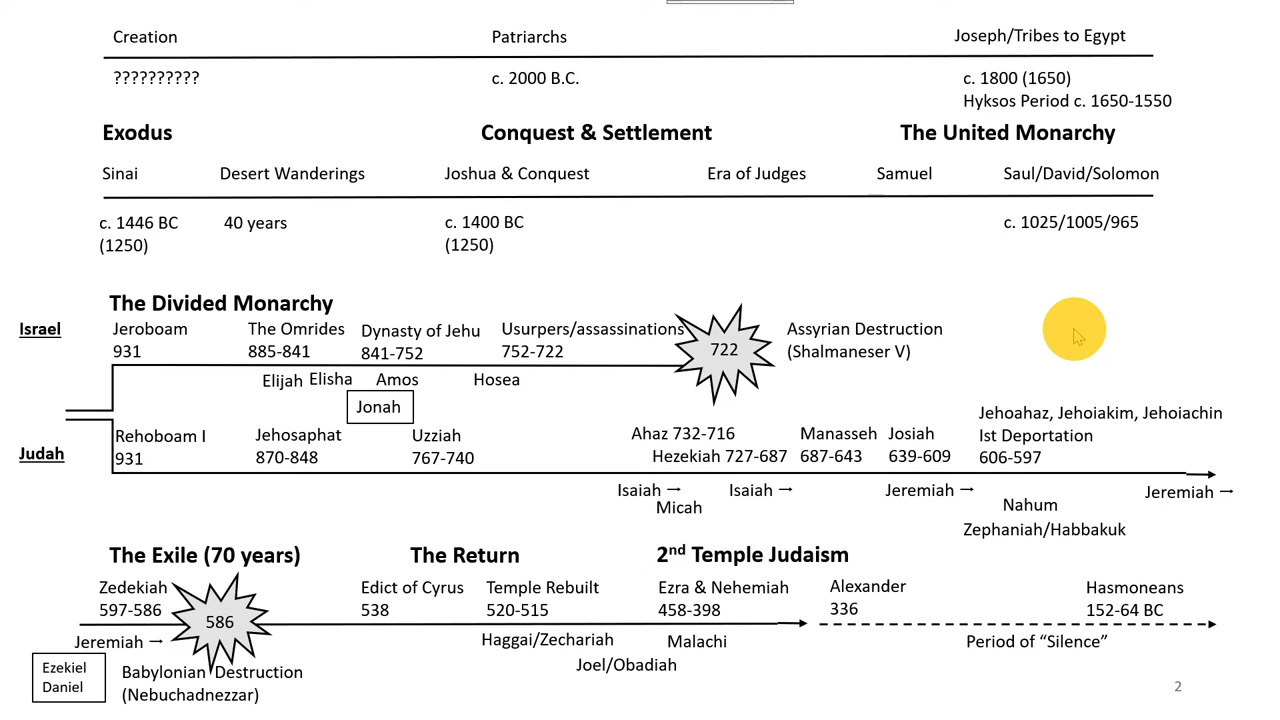 Creation Patriarchs Joseph/Tribes to Egypt
?????????? c. 2000 B.C. c. 1800 (1650)
Hyksos Period c. 1650-1550
Exodus Conquest & Settlement The United Monarchy
Sinai Desert Wanderings Joshua & Conquest Era of Judges Samuel Saul/David/Solomon
c. 1446 BC 40 years c. 1400 BC c. 1025/1005/965
(1250) (1250)
The Divided Monarchy
Israel Jeroboam The Omrides Dynasty of Jehu Usurpers/assassinations Assyrian Destruction
931 885-841 841-752 752-722 722 (Shalmaneser V)
Elijah Elisha Amos Hosea
Jonah
Jehoahaz, Jehoiakim, Jehoiachin
Rehoboam I Jehosaphat Uzziah Ahaz 732-716 Manasseh Josiah Ist Deportation
Judah 931 870-848 767-740 Hezekiah 727-687 687-643 639-609 606-597
Isaiah → Isaiah → Jeremiah → Jeremiah →
Micah Nahum
Zephaniah/Habbakuk
The Exile (70 years) The Return 2nd Temple Judaism
Zedekiah Edict of Cyrus Temple Rebuilt Ezra & Nehemiah Alexander Hasmoneans
597-586 586 538 520-515 458-398 336 152-64 BC
Jeremiah → Haggai/Zechariah Malachi Period of “Silence”
Ezekiel Joel/Obadiah
Daniel Babylonian Destruction
(Nebuchadnezzar)
2